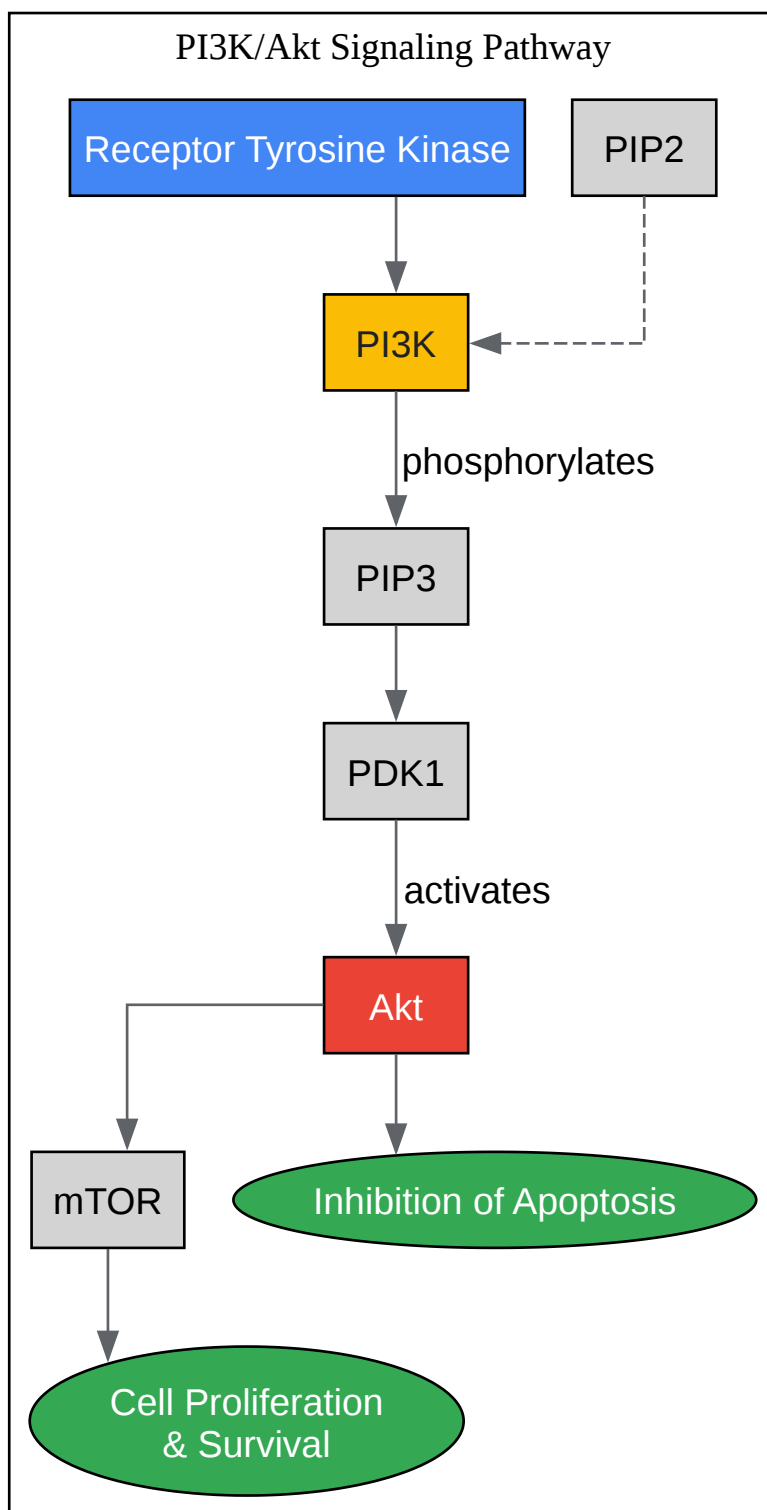 PI3K/Akt Signaling Pathway
Receptor Tyrosine Kinase
PIP2
PI3K
phosphorylates
PIP3
PDK1
activates
Akt
mTOR
Inhibition of Apoptosis
Cell Proliferation
& Survival